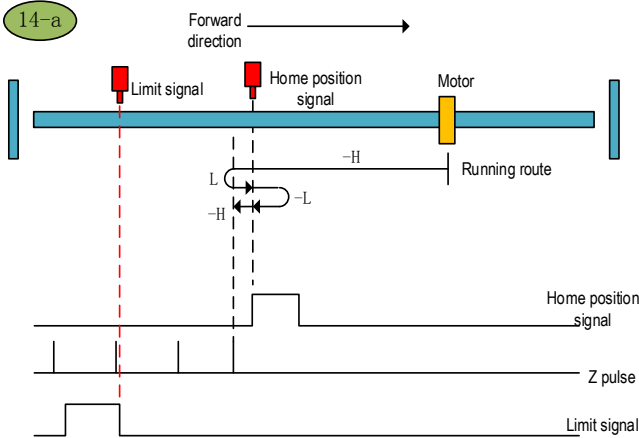 14-a
Forward
direction
Limit signal
Home position
signal
Motor
-H
Running route
L
-L
-H
Home position
signal
Z pulse
Limit signal